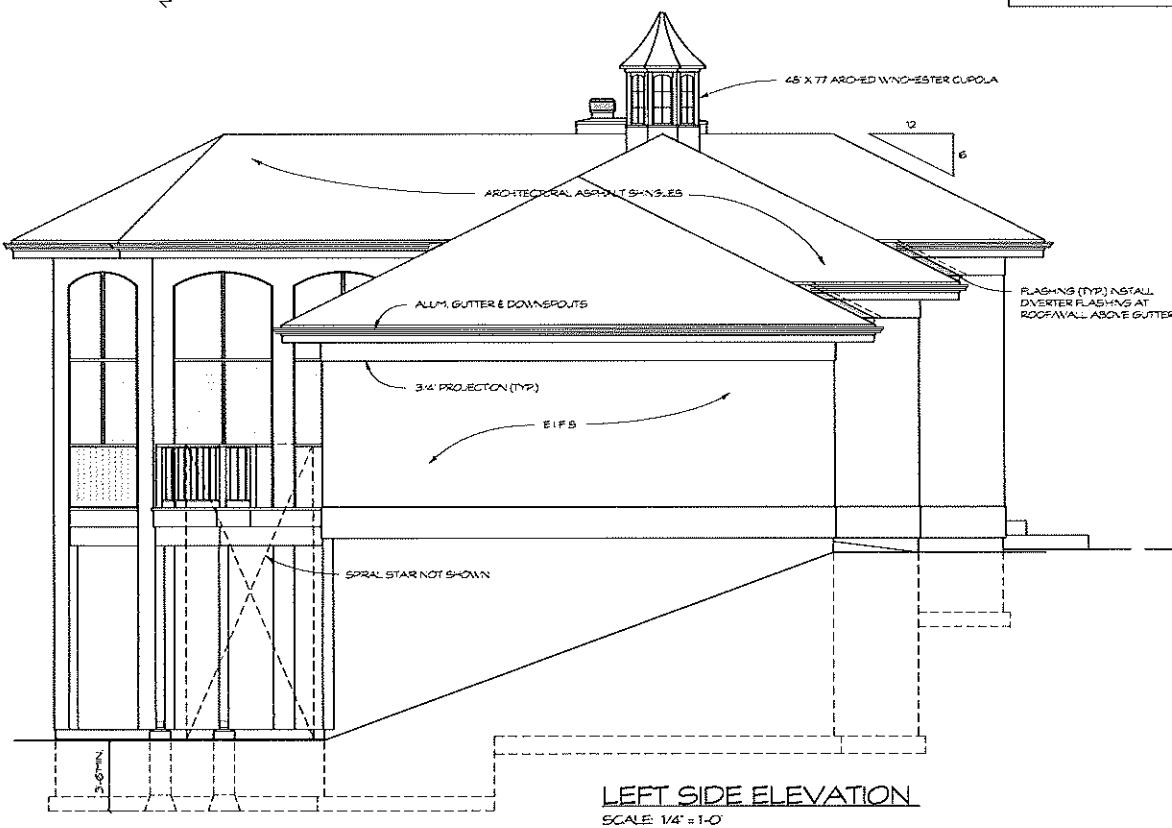 48" X 77" ARCHED WINCHESTER CUPOLA
12
6
ARCHITECTURAL ASPHALT SHINGLES
FLASHING (TYP.) INSTALL
DIVERTER FLASHING AT
ROOF/WALL ABOVE GUTTER
ALUM. GUTTER & DOWNSPOUTS
3/4" PROJECTION (TYP.)
EIFS
SPIRAL STAIR NOT SHOWN
3'-6" MIN.
LEFT SIDE ELEVATION
SCALE: 1/4" = 1'-0"